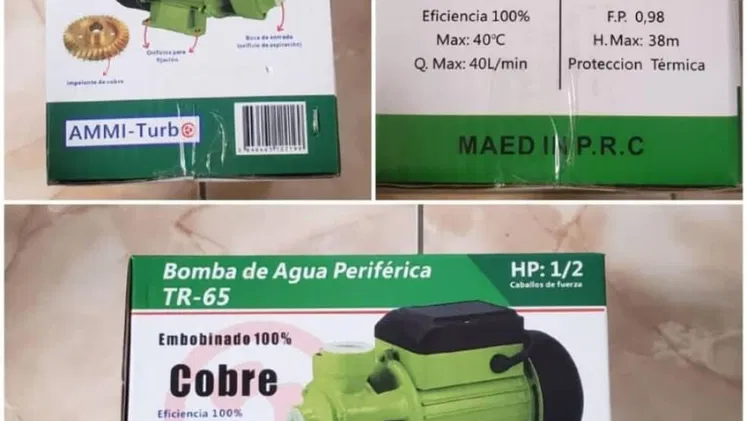 Orificios para
fijación
Boca de entrada
(orificio de aspiración)
Impelente de cobre
AMMI-Turbo
Eficiencia 100%
F.P. 0,98
Max: 40℃
H. Max: 38m
Q. Max: 40L/min
Proteccion Térmica
MAED IN P.R.C
Bomba de Agua Periférica
TR-65
HP: 1/2
Caballos de fuerza
Embobinado 100%
Cobre
Eficiencia 100%